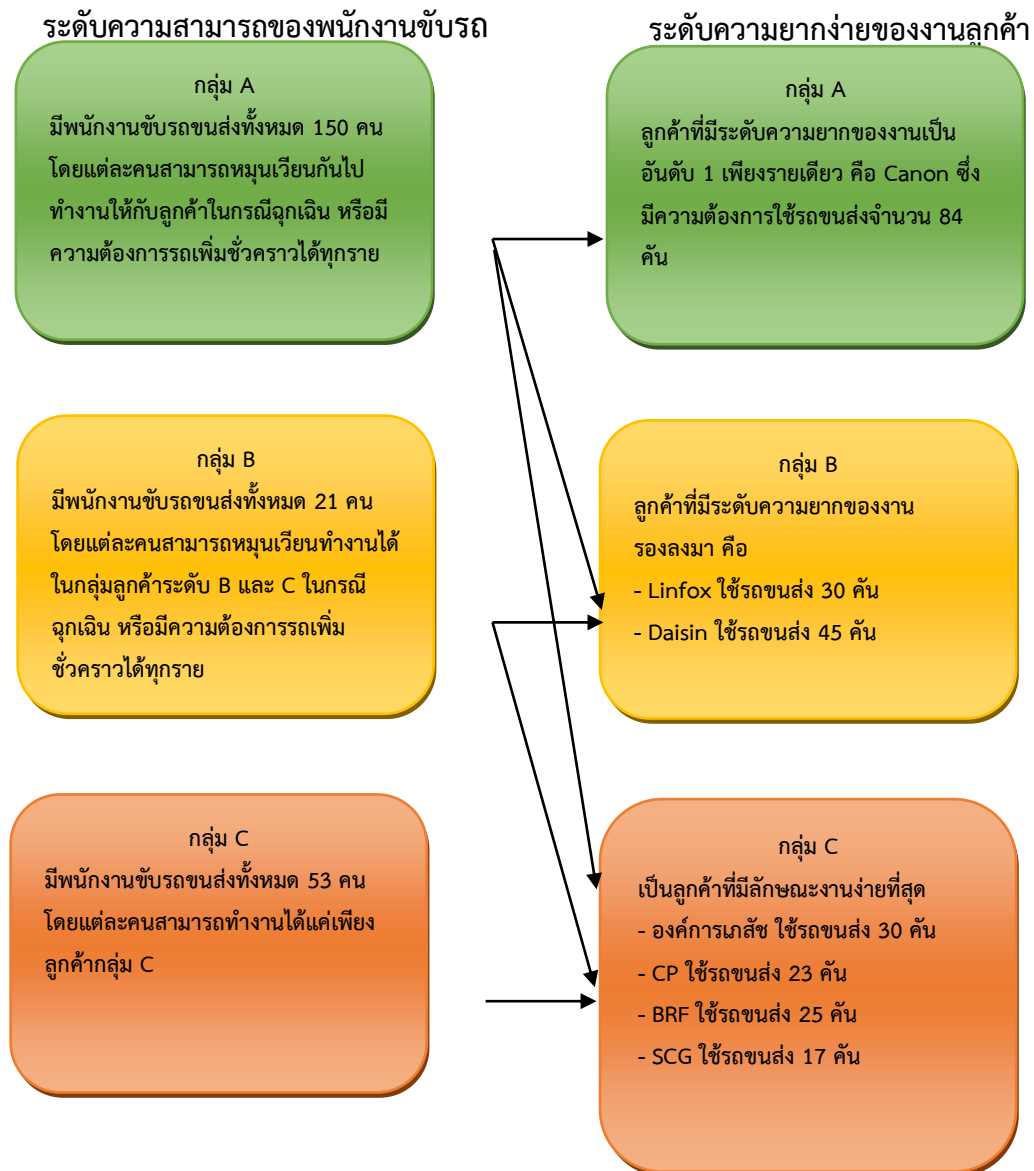 ระดับความสามารถของพนักงานขับรถ
กลุ่ม A
มีพนักงานขับรถขนส่งทั้งหมด 150 คน
โดยแต่ละคนสามารถหมุนเวียนกันไป
ทำงานให้กับลูกค้าในกรณีฉุกเฉิน หรือมี
ความต้องการรถเพิ่มชั่วคราวได้ทุกราย
กลุ่ม B
มีพนักงานขับรถขนส่งทั้งหมด 21 คน
โดยแต่ละคนสามารถหมุนเวียนทำงานได้
ในกลุ่มลูกค้าระดับ B และ C ในกรณี
ฉุกเฉิน หรือมีความต้องการรถเพิ่ม
ชั่วคราวได้ทุกราย
กลุ่ม C
มีพนักงานขับรถขนส่งทั้งหมด 53 คน
โดยแต่ละคนสามารถทำงานได้แค่เพียง
ลูกค้ากลุ่ม C
ระดับความยากง่ายของงานลูกค้า
กลุ่ม A
ลูกค้าที่มีระดับความยากของงานเป็น
อันดับ 1 เพียงรายเดียว คือ Canon ซึ่ง
มีความต้องการใช้รถขนส่งจำนวน 84
คัน
กลุ่ม B
ลูกค้าที่มีระดับความยากของงาน
รองลงมา คือ
- Linfox ใช้รถขนส่ง 30 คัน
- Daisin ใช้รถขนส่ง 45 คัน
กลุ่ม C
เป็นลูกค้าที่มีลักษณะงานง่ายที่สุด
- องค์การเภสัช ใช้รถขนส่ง 30 คัน
- CP ใช้รถขนส่ง 23 คัน
- BRF ใช้รถขนส่ง 25 คัน
- SCG ใช้รถขนส่ง 17 คัน